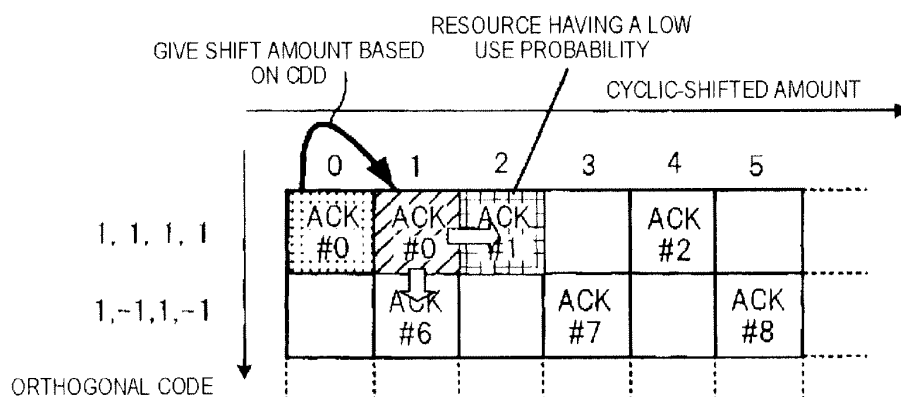 RESOURCE HAVING A LOW
USE PROBABILITY
GIVE SHIFT AMOUNT BASED
ON CDD
CYCLIC-SHIFTED AMOUNT
0 1 2 3 4 5
1, 1, 1, 1
ACK
#0
ACK
#0
ACK
#1
ACK
#2
1,-1,1,-1
ACK
#6
ACK
#7
ACK
#8
ORTHOGONAL CODE